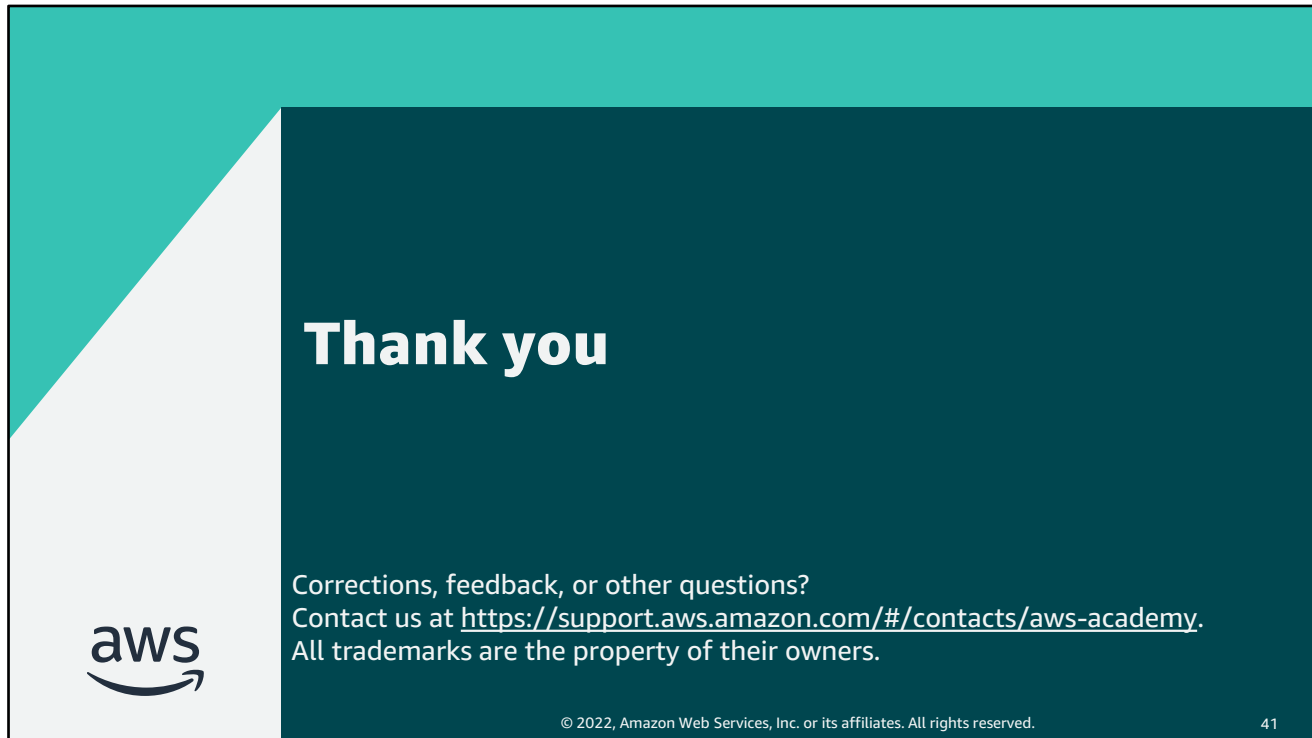 Thank you
Corrections, feedback, or other questions?
Contact us at https://support.aws.amazon.com/#/contacts/aws-academy.
All trademarks are the property of their owners.
aws
© 2022, Amazon Web Services, Inc. or its affiliates. All rights reserved.
41